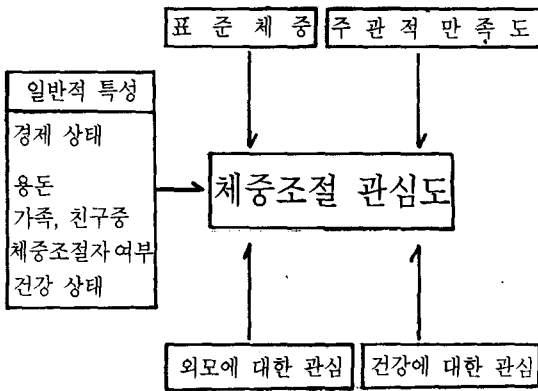 표 준 체 중
주 관 적 만 족 도
일반적 특성
경제 상태
용돈
가족, 친구중
체중조절자 여부
건강 상태
체중조절 관심도
외모에 대한 관심
건강에 대한 관심